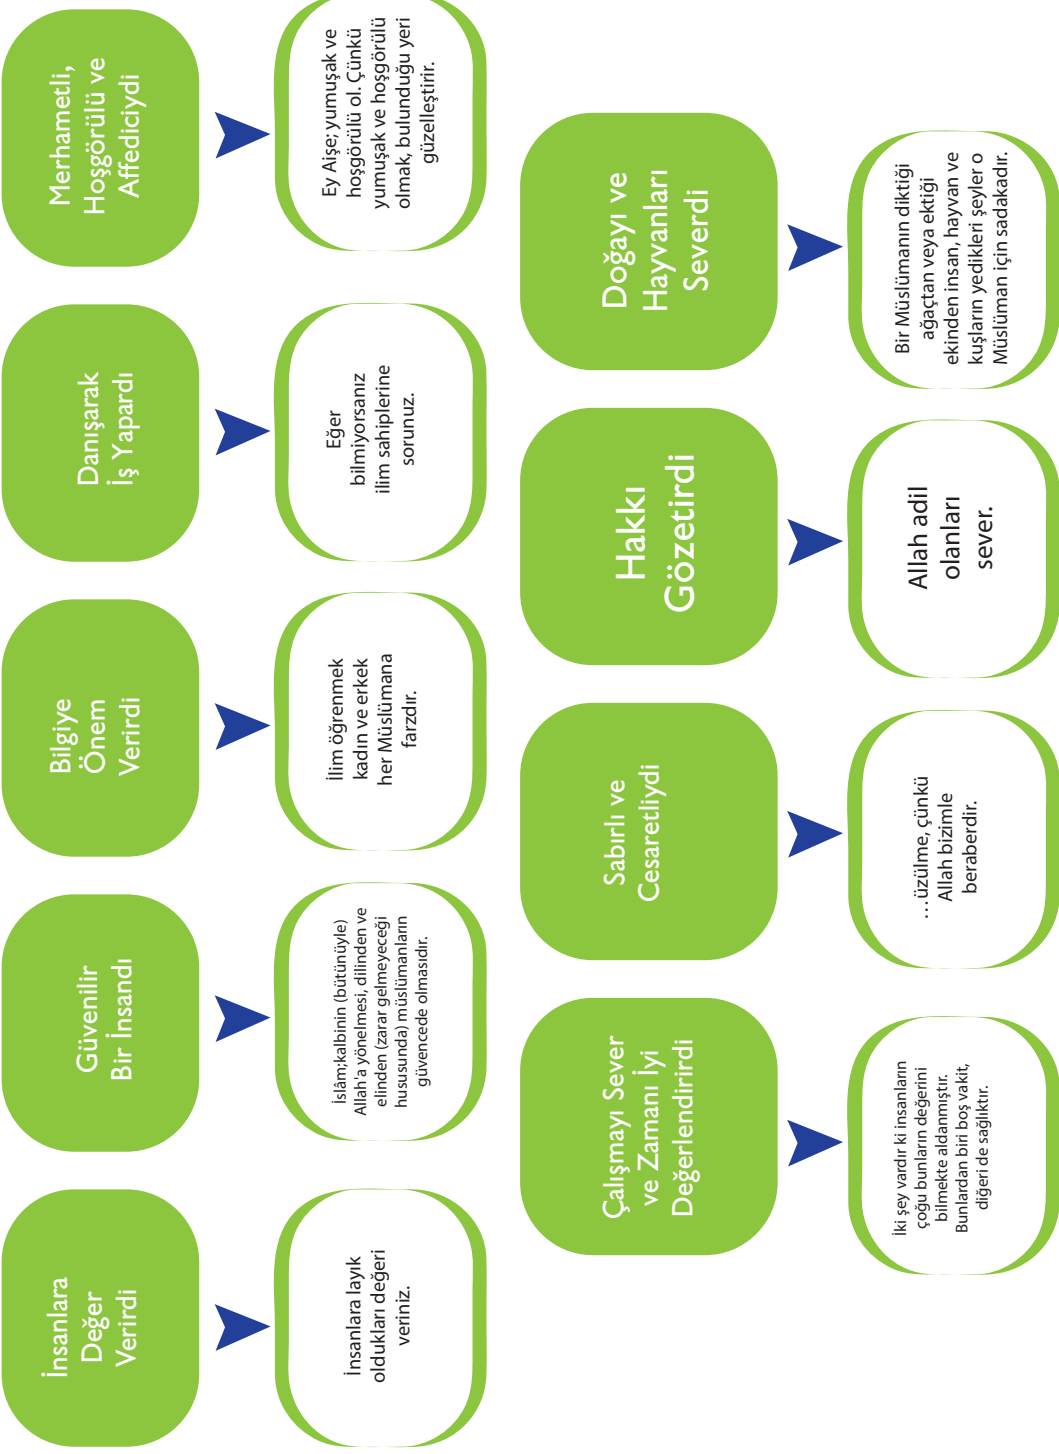 İnsanlara
Değer
Verirdi
İnsanlara layık
oldukları değeri
veriniz.
Güvenilir
Bir İnsandı
İslâm;kalbinin (bütünüyle)
Allah'a yönelmesi, dilinden ve
elinden (zarar gelmeyeceği
hususunda) müslümanların
güvencede olmasıdır.
Bilgiye
Önem
Verirdi
İlim öğrenmek
kadın ve erkek
her Müslümana
farzdır.
Danışarak
İş Yapardı
Eğer
bilmiyorsanız
ilim sahiplerine
sorunuz.
Merhametli,
Hoşgörülü ve
Affediciydi
Ey Aişe; yumuşak ve
hoşgörülü ol. Çünkü
yumuşak ve hoşgörülü
olmak, bulunduğu yeri
güzelleştirir.
Çalışmayı Sever
ve Zamanı İyi
Değerlendirirdi
İki şey vardır ki insanların
çoğu bunların değerini
bilmekte aldanmıştır.
Bunlardan biri boş vakit,
diğeri de sağlıktır.
Sabırlı ve
Cesaretliydi
…üzülme, çünkü
Allah bizimle
beraberdir.
Hakkı
Gözetirdi
Allah adil
olanları
sever.
Doğayı ve
Hayvanları
Severdi
Bir Müslümanın diktiği
ağaçtan veya ektiği
ekinden insan, hayvan ve
kuşların yedikleri şeyler o
Müslüman için sadakadır.